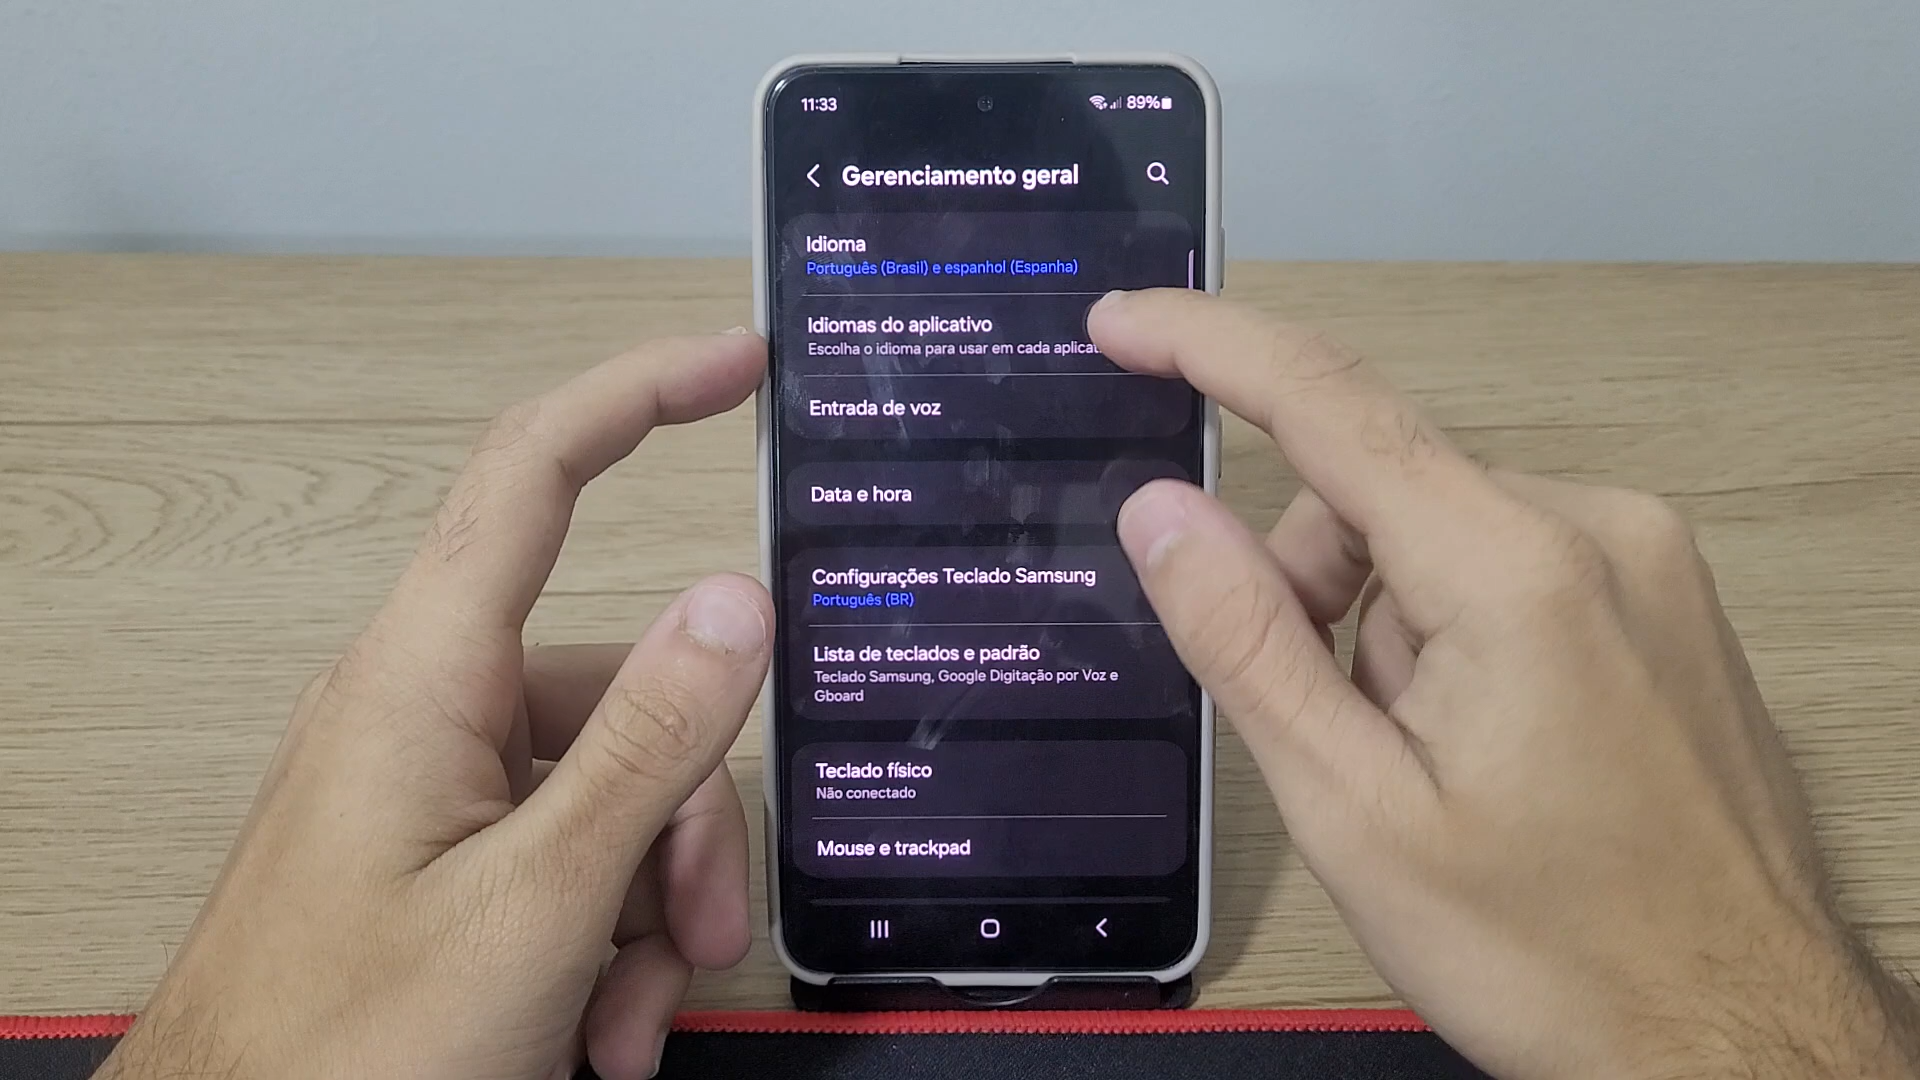 11:33
89%
Gerenciamento geral
Idioma
Português (Brasil) e espanhol (Espanha)
Idiomas do aplicativo
Escolha o idioma para usar em cada
Entrada de voz
Data e hora
Configurações Teclado Samsung
Português (BR)
Lista de teclados e padrão
Teclado Samsung, Google Digitação por Voz e
Gboard
Teclado físico
Não conectado
Mouse e trackpad